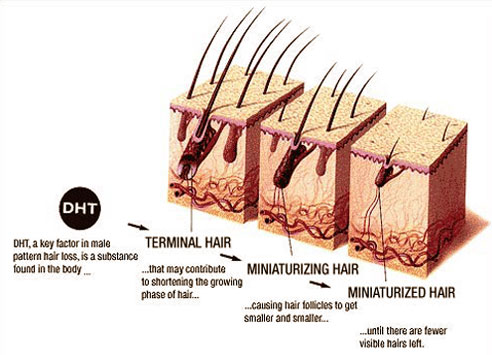 DHT
DHT, a key factor in male
pattern hair loss, is a substance
found in the body ...
TERMINAL HAIR
...that may contribute
to shortening the growing
phase of hair...
MINIATURIZING HAIR
...causing hair follicles to get
smaller and smaller...
MINIATURIZED HAIR
...until there are fewer
visible hairs left.